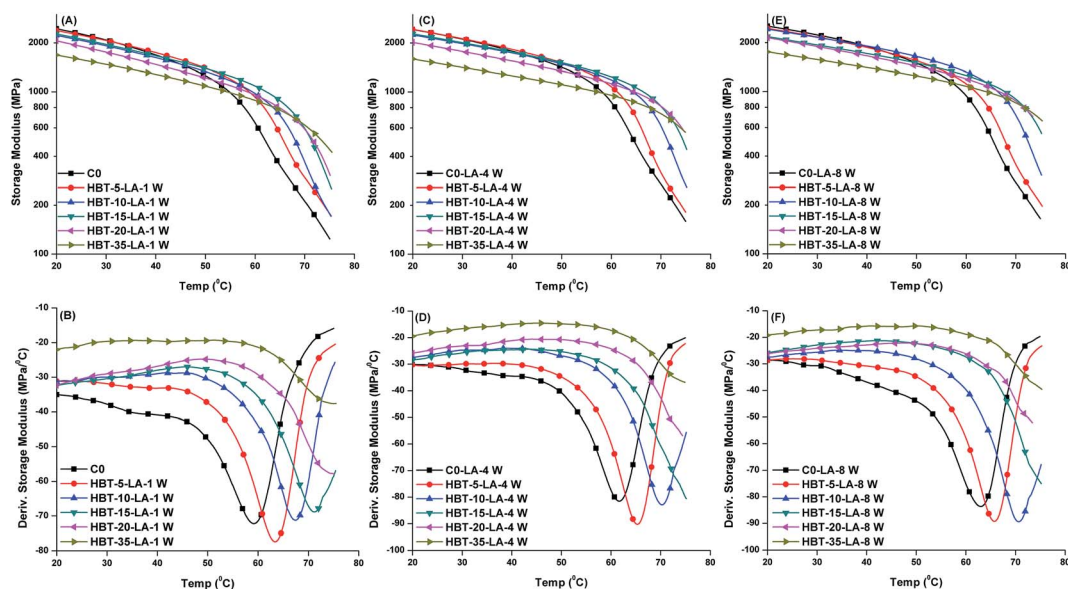 (A)
Storage Modulus (MPa)
2000
1000
800
600
400
200
100
C0
HBT-5-LA-1 W
HBT-10-LA-1 W
HBT-15-LA-1 W
HBT-20-LA-1 W
HBT-35-LA-1 W
20 30 40 50 60 70 80
Temp (⁰C)
(C)
Storage Modulus (MPa)
2000
1000
800
600
400
200
100
C0-LA-4 W
HBT-5-LA-4 W
HBT-10-LA-4 W
HBT-15-LA-4 W
HBT-20-LA-4 W
HBT-35-LA-4 W
20 30 40 50 60 70 80
Temp (⁰C)
(E)
Storage Modulus (MPa)
2000
1000
800
600
400
200
100
C0-LA-8 W
HBT-5-LA-8 W
HBT-10-LA-8 W
HBT-15-LA-8 W
HBT-20-LA-8 W
HBT-35-LA-8 W
20 30 40 50 60 70 80
Temp (⁰C)
(B)
Deriv. Storage Modulus (MPa/⁰C)
-10
-20
-30
-40
-50
-60
-70
-80
C0
HBT-5-LA-1 W
HBT-10-LA-1 W
HBT-15-LA-1 W
HBT-20-LA-1 W
HBT-35-LA-1 W
20 30 40 50 60 70 80
Temp (⁰C)
(D)
Deriv. Storage Modulus (MPa/⁰C)
-10
-20
-30
-40
-50
-60
-70
-80
-90
-100
C0-LA-4 W
HBT-5-LA-4 W
HBT-10-LA-4 W
HBT-15-LA-4 W
HBT-20-LA-4 W
HBT-35-LA-4 W
20 30 40 50 60 70 80
Temp (⁰C)
(F)
Deriv. Storage Modulus (MPa/⁰C)
-10
-20
-30
-40
-50
-60
-70
-80
-90
-100
C0-LA-8 W
HBT-5-LA-8 W
HBT-10-LA-8 W
HBT-15-LA-8 W
HBT-20-LA-8 W
HBT-35-LA-8 W
20 30 40 50 60 70 80
Temp (⁰C)